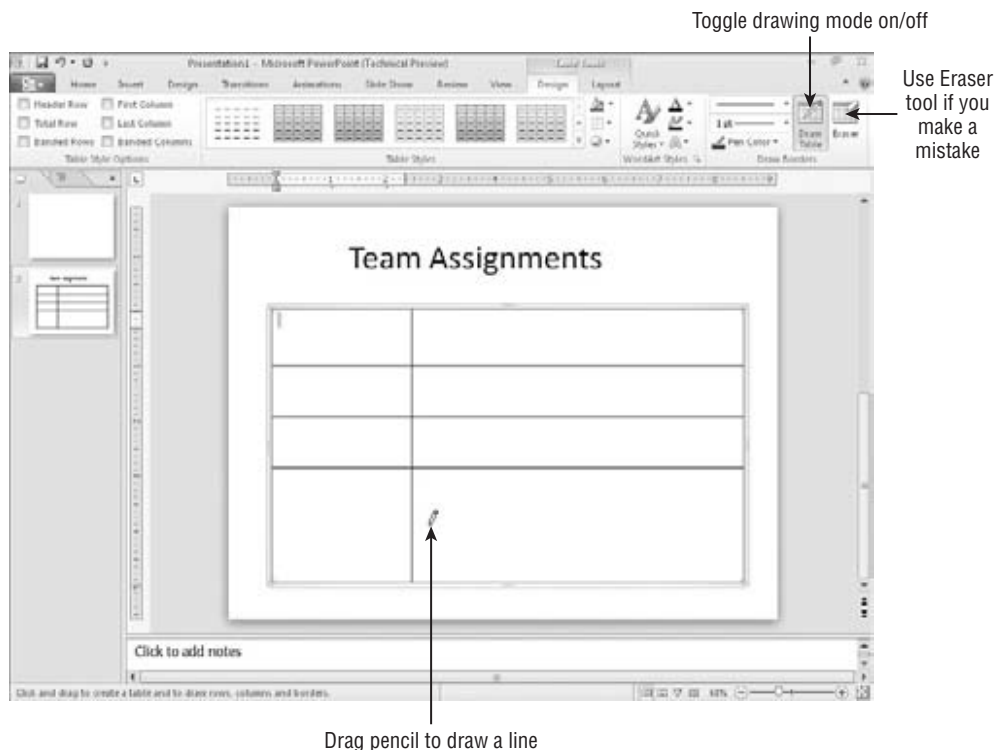 Toggle drawing mode on/off
Presentation1 - Microsoft PowerPoint (Technical Preview)
Home Insert Design Transitions Animations Slide Show Review View Design Layout
Use Eraser
tool if you
make a
mistake
Header Row First Column
Total Row Last Column
Banded Rows Banded Columns
Quick
Styles
1 pt
Pen Color
Draw
Table
Eraser
Table Style Options Table Styles WordArt Styles Draw Borders
1
2
Team Assignments
Click to add notes
Click and drag to create a table and to draw rows, columns and borders.
Drag pencil to draw a line